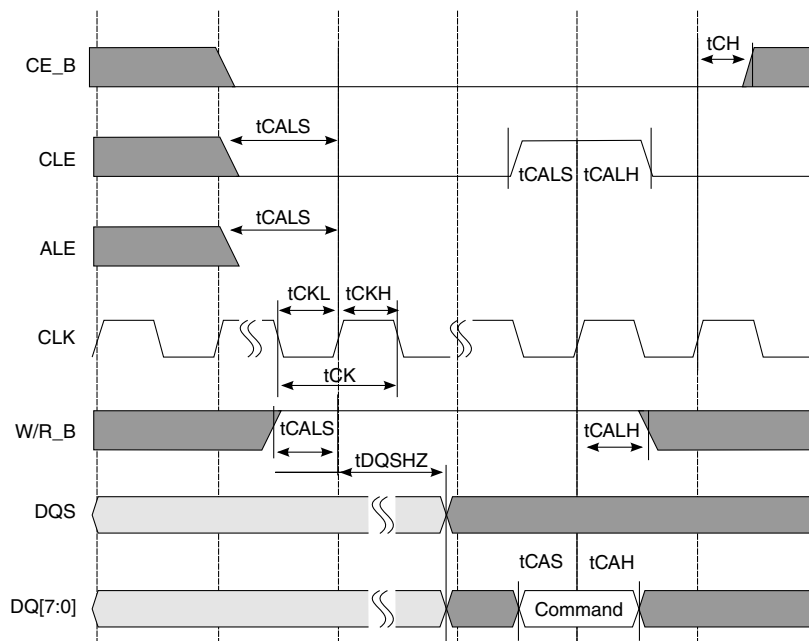 CE_B
tCH
tCALS
CLE
tCALS tCALH
tCALS
ALE
tCKL tCKH
CLK
tCK
W/R_B
tCALS
tCALH
tDQSHZ
DQS
tCAS tCAH
DQ[7:0]
Command